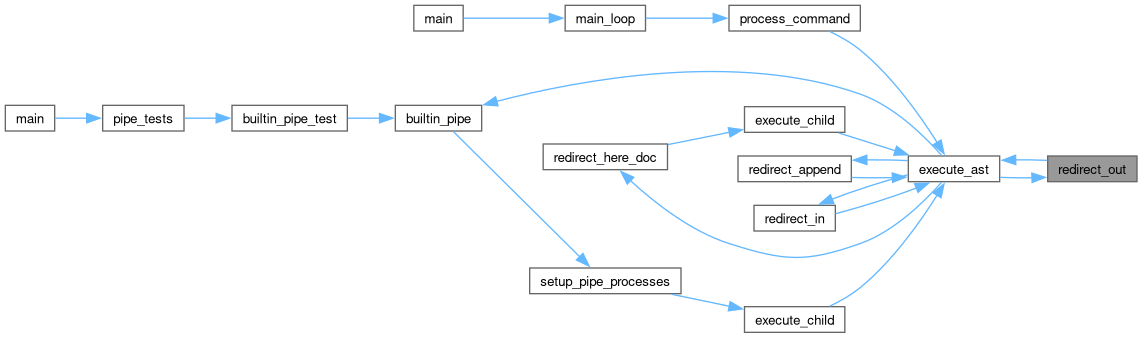 main
main_loop
process_command
main
pipe_tests
builtin_pipe_test
builtin_pipe
execute_child
redirect_here_doc
redirect_append
execute_ast
redirect_out
redirect_in
setup_pipe_processes
execute_child